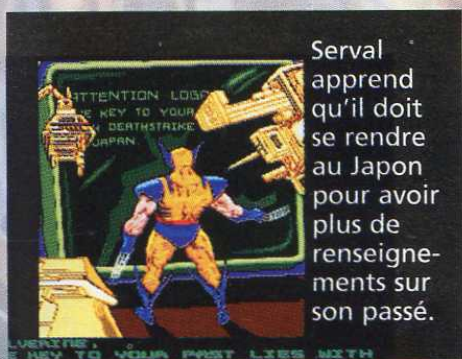 Serval
apprend
qu'il doit
se rendre
au Japon
pour avoir
plus de
renseigne-
ments sur
son passé.
ATTENTION LOGA
KEY TO YOUR
DEATHSTRIKE
JAPAN.
LVERINE,
KEY TO YOUR PAST LIES WITH